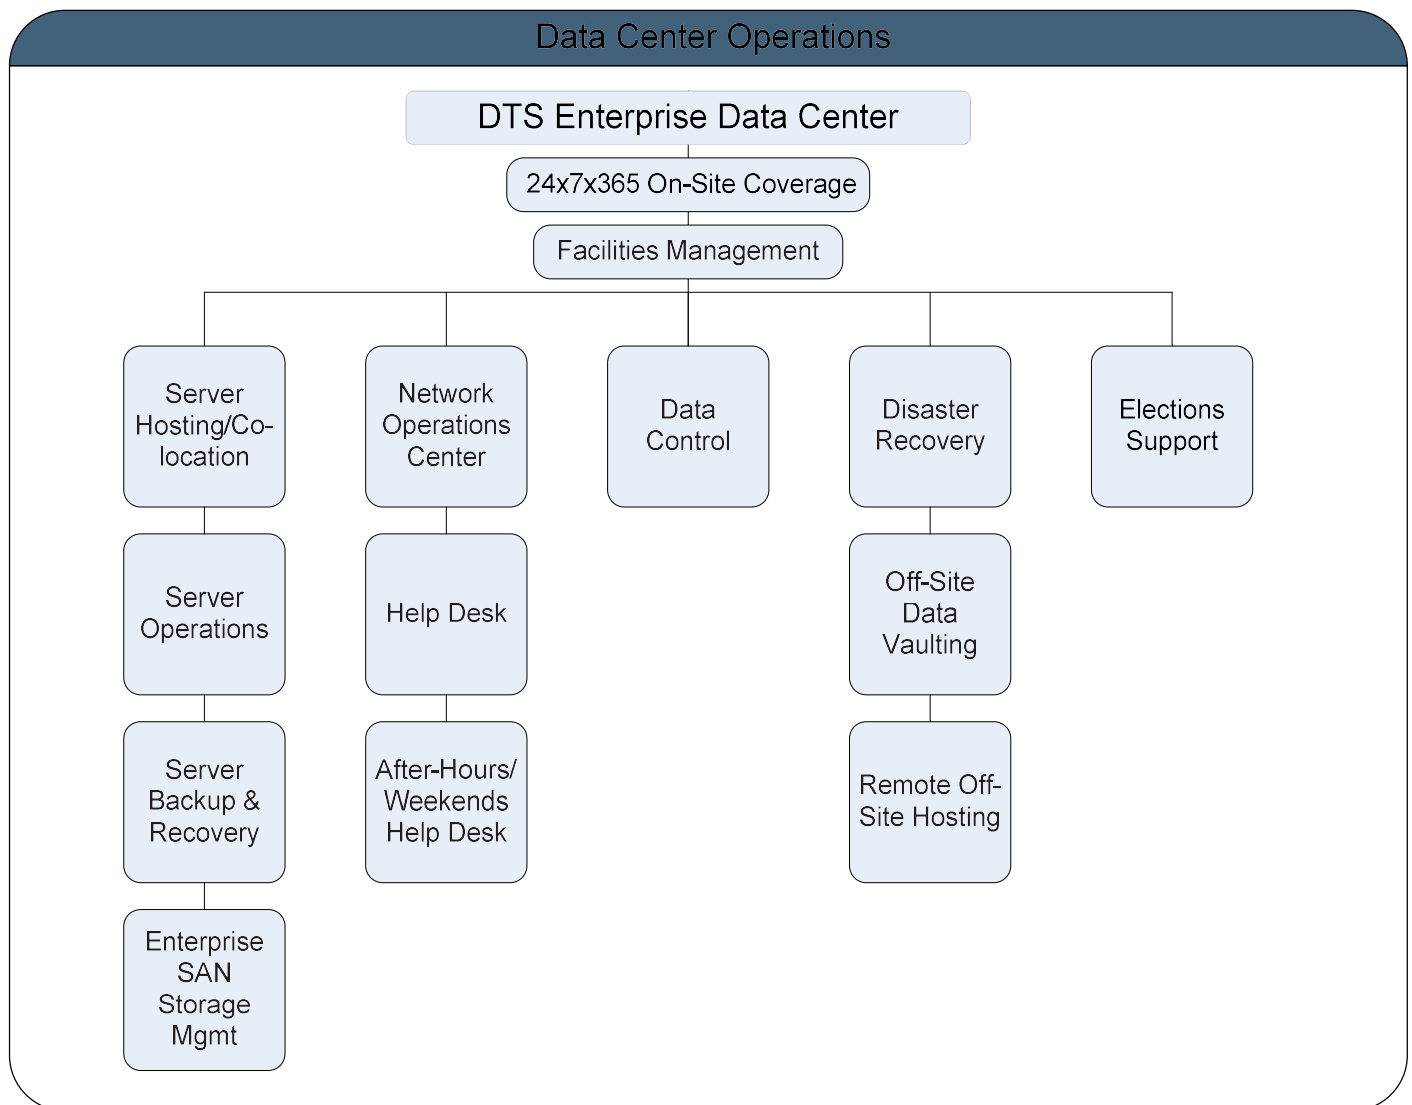 Data Center Operations
DTS Enterprise Data Center
24x7x365 On-Site Coverage
Facilities Management
Server
Hosting/Co-
location
Network
Operations
Center
Data
Control
Disaster
Recovery
Elections
Support
Server
Operations
Help Desk
Off-Site
Data
Vaulting
Server
Backup &
Recovery
After-Hours/
Weekends
Help Desk
Remote Off-
Site Hosting
Enterprise
SAN
Storage
Mgmt